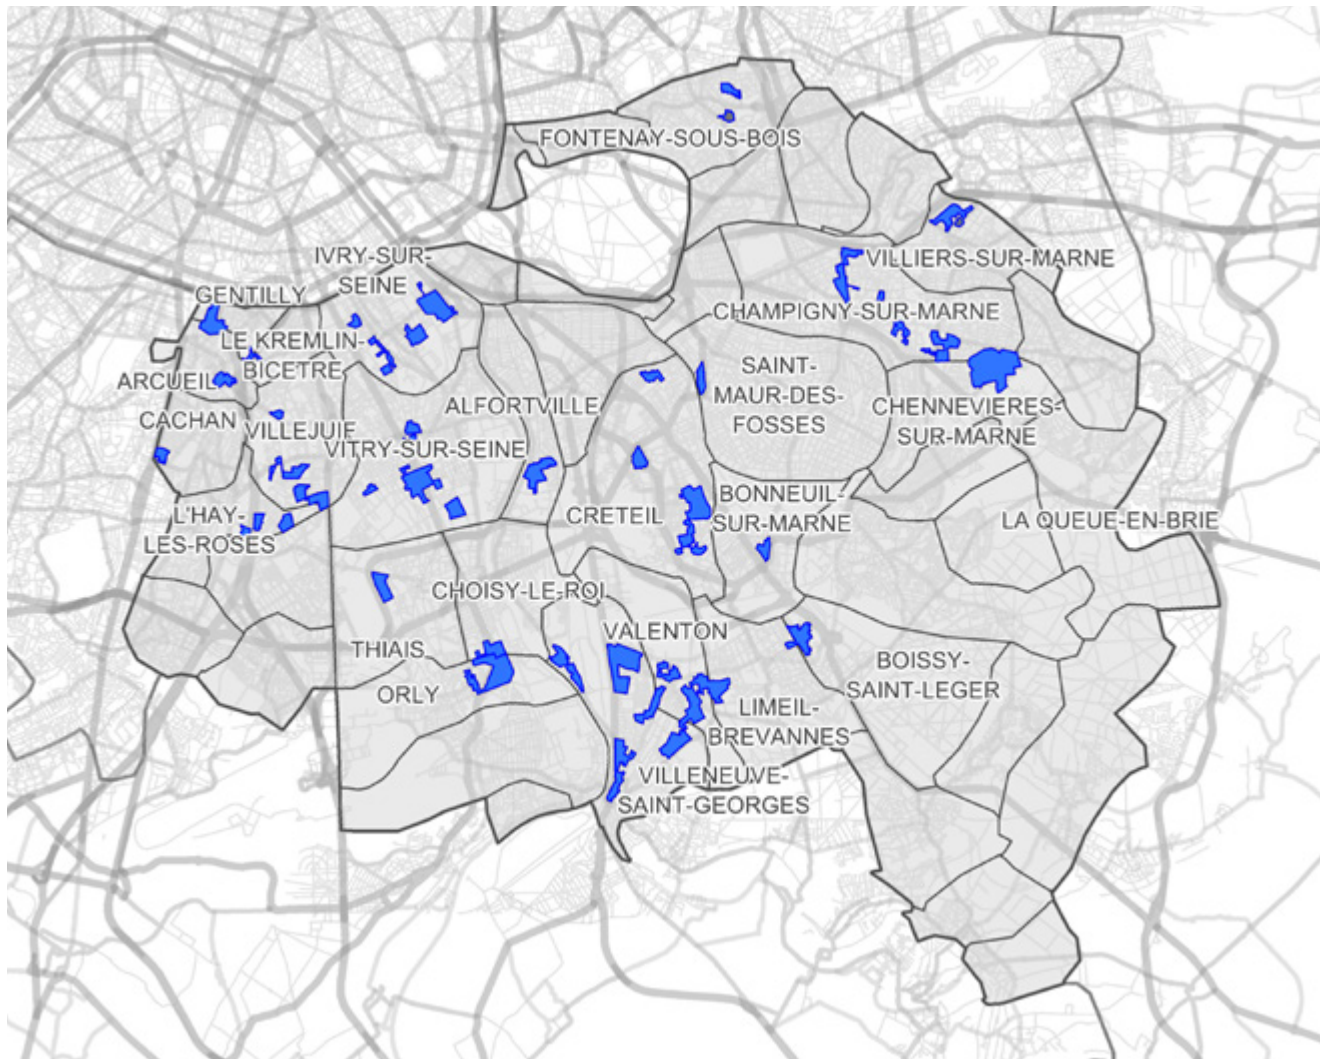 FONTENAY-SOUS-BOIS
IVRY-SUR-
SEINE
VILLIERS-SUR-MARNE
GENTILLY
CHAMPIGNY-SUR-MARNE
LE KREMLIN-
BICETRE
SAINT-
MAUR-DES-
FOSSES
ARCUEIL
CACHAN
ALFORTVILLE
CHENNEVIERES-
SUR-MARNE
VILLEJUIF
VITRY-SUR-SEINE
L'HAY-
LES-ROSES
CRETEIL
BONNEUIL-
SUR-MARNE
LA QUEUE-EN-BRIE
CHOISY-LE-ROI
VALENTON
THIAIS
BOISSY-
SAINT-LEGER
ORLY
LIMEIL-
BREVANNES
VILLENEUVE-
SAINT-GEORGES